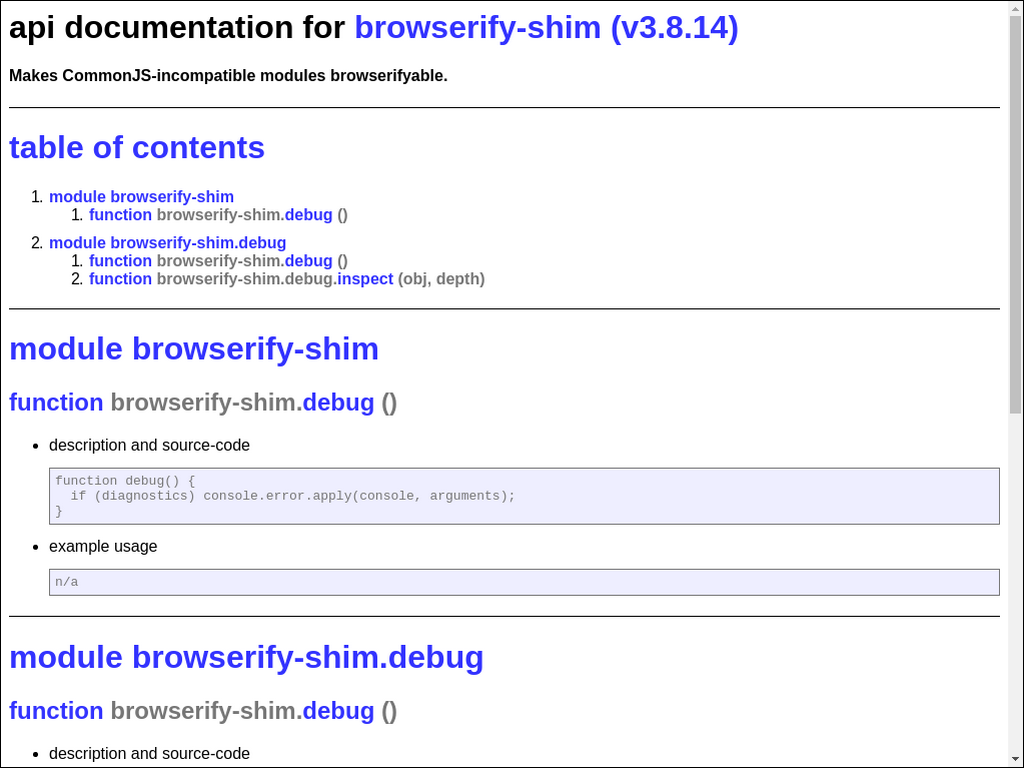 api documentation for browserify-shim (v3.8.14)
Makes CommonJS-incompatible modules browserifyable.
table of contents
1. module browserify-shim
1. function browserify-shim.debug ()
2. module browserify-shim.debug
1. function browserify-shim.debug ()
2. function browserify-shim.debug.inspect (obj, depth)
module browserify-shim
function browserify-shim.debug ()
• description and source-code
function debug() {
  if (diagnostics) console.error.apply(console, arguments);
}
• example usage
n/a
module browserify-shim.debug
function browserify-shim.debug ()
• description and source-code